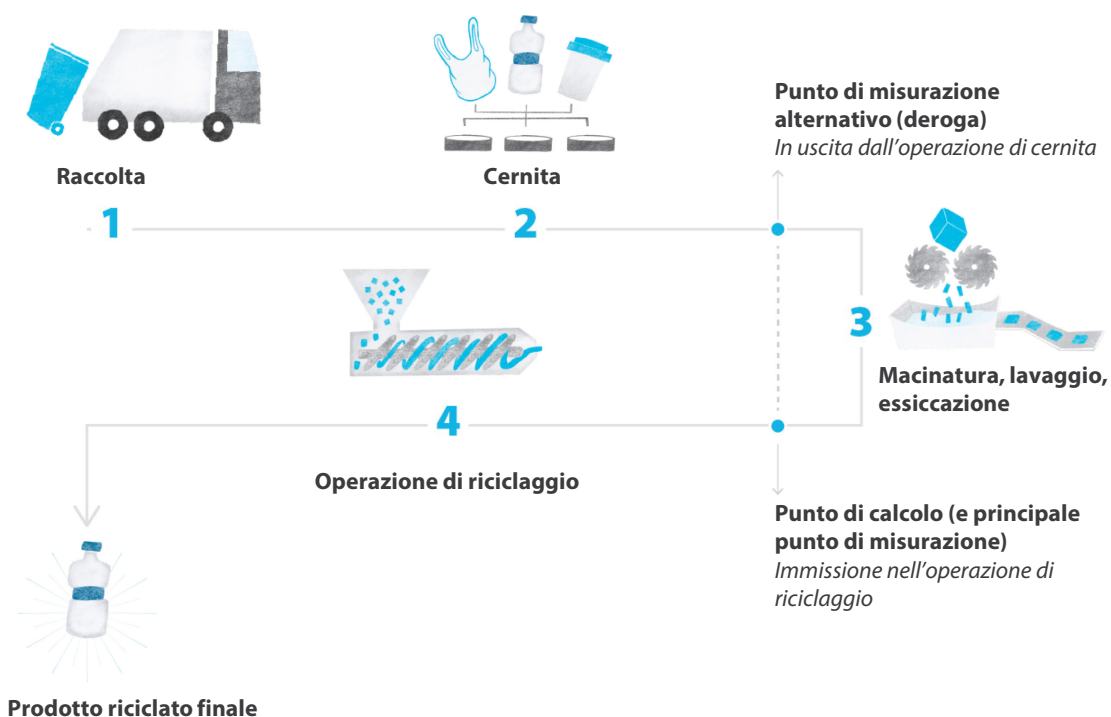 Punto di misurazione
alternativo (deroga)
In uscita dall'operazione di cernita
Raccolta
Cernita
1
2
3
Macinatura, lavaggio,
essiccazione
4
Operazione di riciclaggio
Punto di calcolo (e principale
punto di misurazione)
Immissione nell'operazione di
riciclaggio
Prodotto riciclato finale